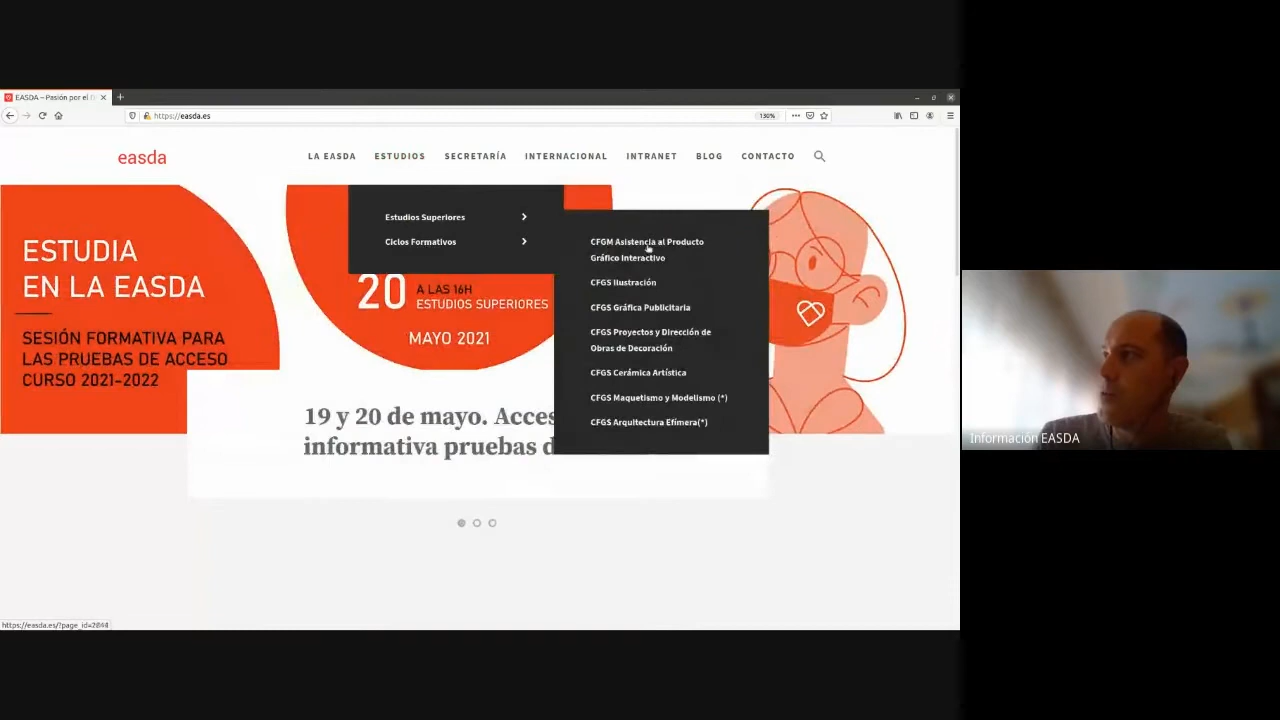 EASDA – Pasión por el
https://easda.es
130%
easda
LA EASDA ESTUDIOS SECRETARÍA INTERNACIONAL INTRANET BLOG CONTACTO
ESTUDIA
EN LA EASDA
SESIÓN FORMATIVA PARA
LAS PRUEBAS DE ACCESO
CURSO 2021-2022
Estudios Superiores
Ciclos Formativos
20 A LAS 16H
ESTUDIOS SUPERIORES
MAYO 2021
CFGM Asistencia al Producto
Gráfico Interactivo
CFGS Ilustración
CFGS Gráfica Publicitaria
CFGS Proyectos y Dirección de
Obras de Decoración
CFGS Cerámica Artística
CFGS Maquetismo y Modelismo (*)
CFGS Arquitectura Efímera(*)
19 y 20 de mayo. Acces
informativa pruebas d
Información EASDA
https://easda.es/?page_id=2844